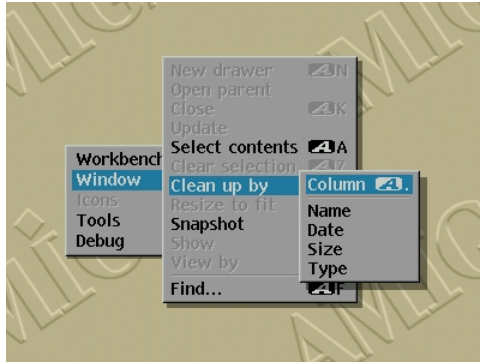 AMIGA
Workbench
Window
Icons
Tools
Debug
New drawer A N
Open parent
Close A K
Update
Select contents A A
Clear selection A Z
Clean up by
Resize to fit
Snapshot
Show
View by
Find... A F
Column A .
Name
Date
Size
Type